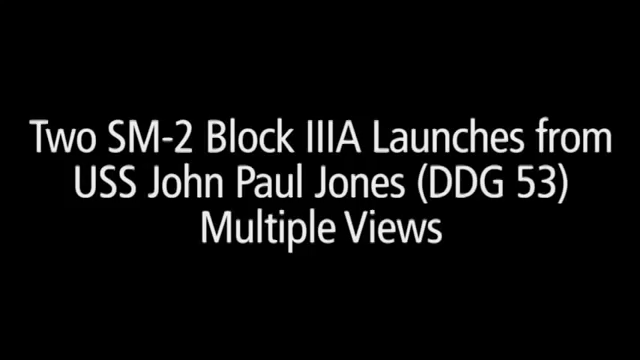 Two SM-2 Block IIIA Launches from
USS John Paul Jones (DDG 53)
Multiple Views